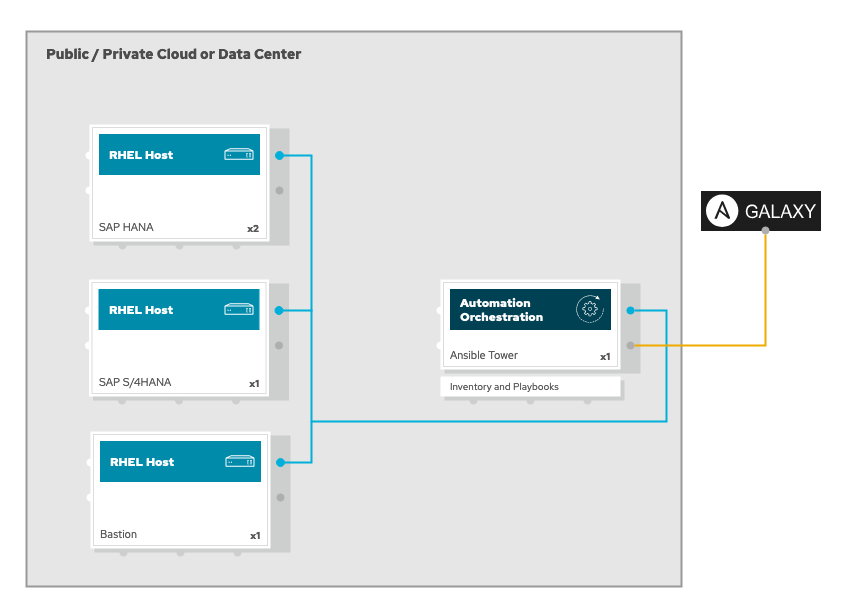 Public / Private Cloud or Data Center
RHEL Host
SAP HANA
x2
RHEL Host
SAP S/4HANA
x1
RHEL Host
Bastion
x1
Automation
Orchestration
Ansible Tower
x1
Inventory and Playbooks
GALAXY